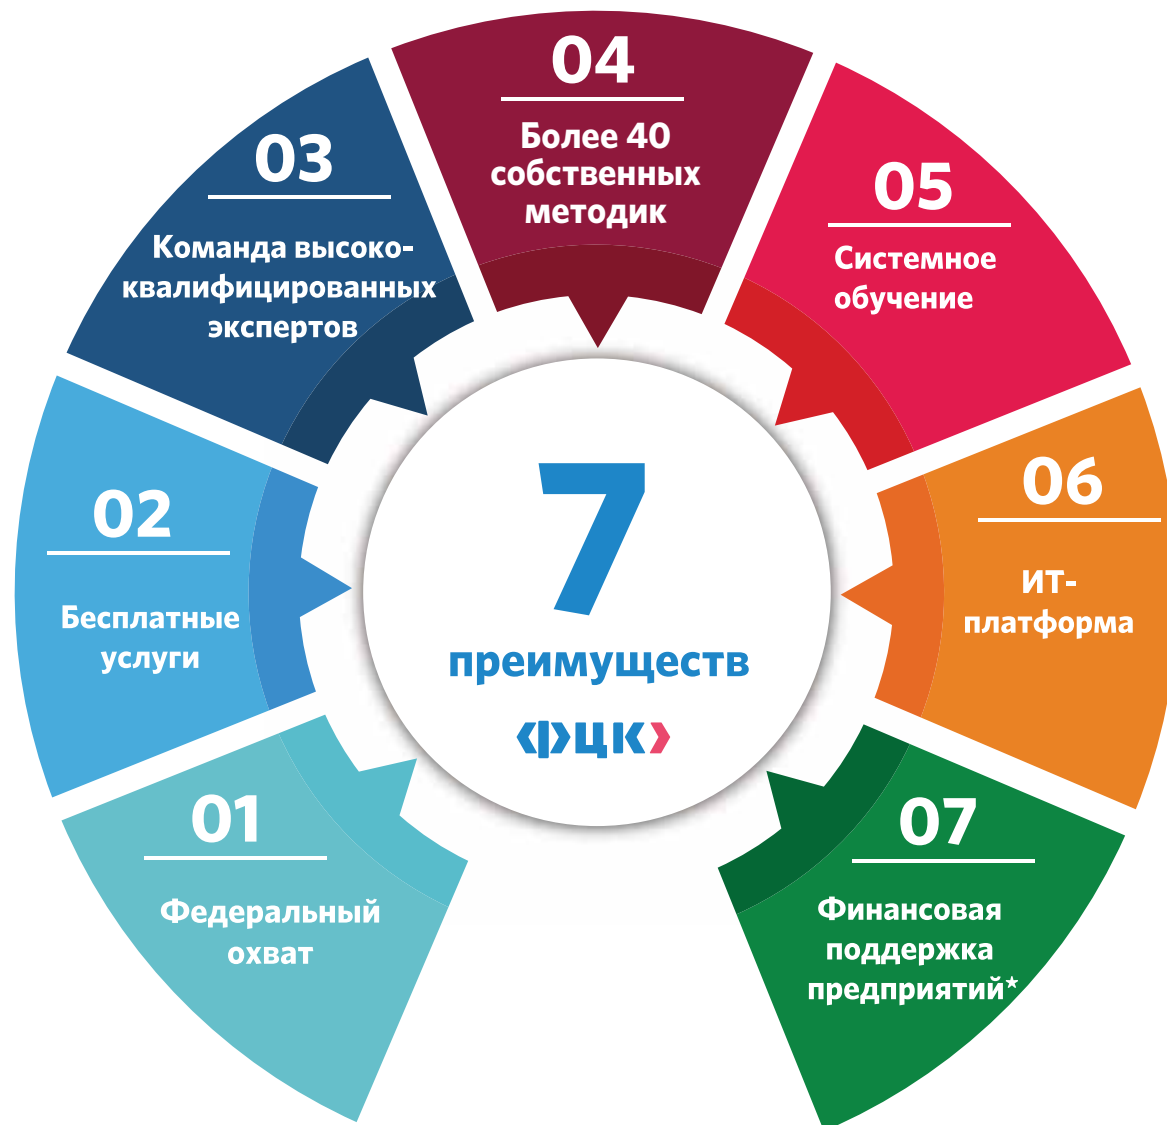 7
преимуществ
ФЦК
01
Федеральный
охват
02
Бесплатные
услуги
03
Команда высоко-
квалифицированных
экспертов
04
Более 40
собственных
методик
05
Системное
обучение
06
ИТ-
платформа
07
Финансовая
поддержка
предприятий*